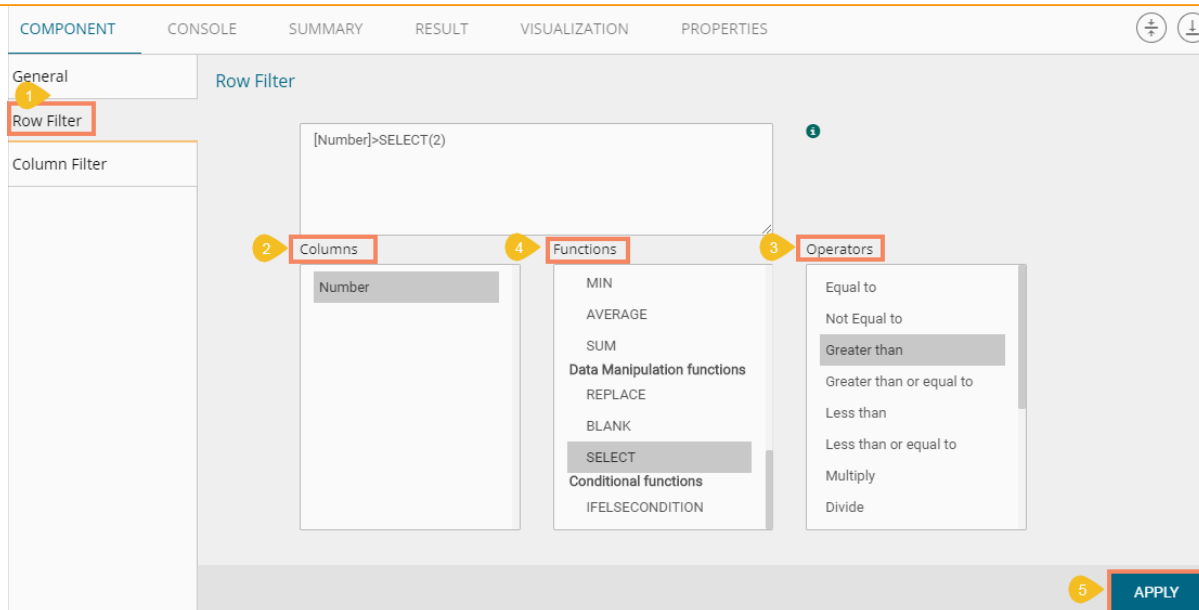 COMPONENT CONSOLE SUMMARY RESULT VISUALIZATION PROPERTIES
General
1
Row Filter
Column Filter
Row Filter
[Number]>SELECT(2)
2 Columns
Number
4 Functions
MIN
AVERAGE
SUM
Data Manipulation functions
REPLACE
BLANK
SELECT
Conditional functions
IFELSECONDITION
3 Operators
Equal to
Not Equal to
Greater than
Greater than or equal to
Less than
Less than or equal to
Multiply
Divide
5 APPLY